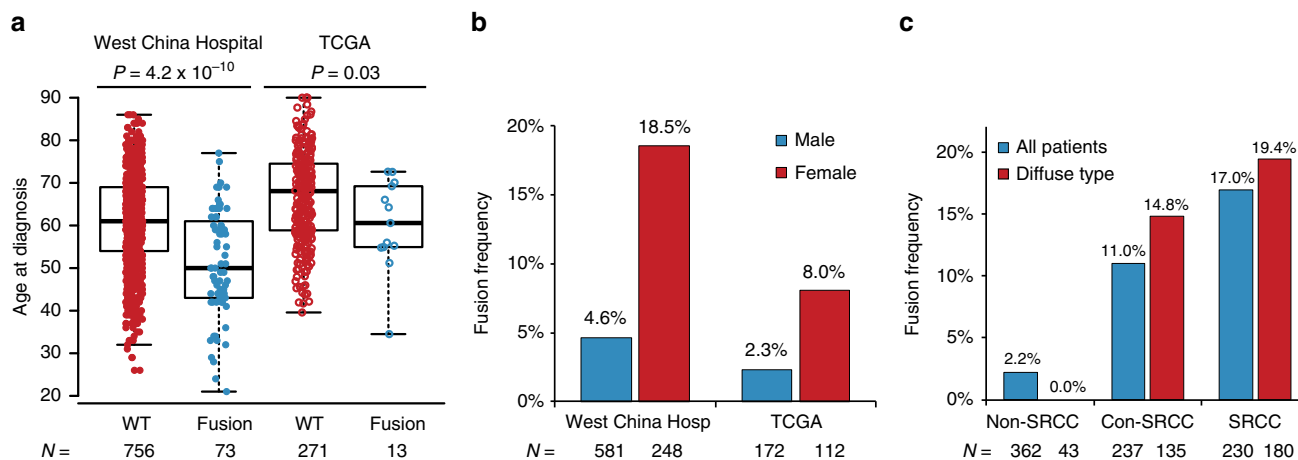 a
West China Hospital
TCGA
P = 4.2 x 10⁻¹⁰
P = 0.03
Age at diagnosis
90
80
70
60
50
40
30
20
WT
Fusion
WT
Fusion
N =
756
73
271
13
b
Fusion frequency
20%
15%
10%
5%
0%
Male
Female
4.6%
18.5%
2.3%
8.0%
West China Hosp
TCGA
N =
581
248
172
112
c
Fusion frequency
20%
15%
10%
5%
0%
All patients
Diffuse type
2.2%
0.0%
11.0%
14.8%
17.0%
19.4%
Non-SRCC
Con-SRCC
SRCC
N =
362
43
237
135
230
180